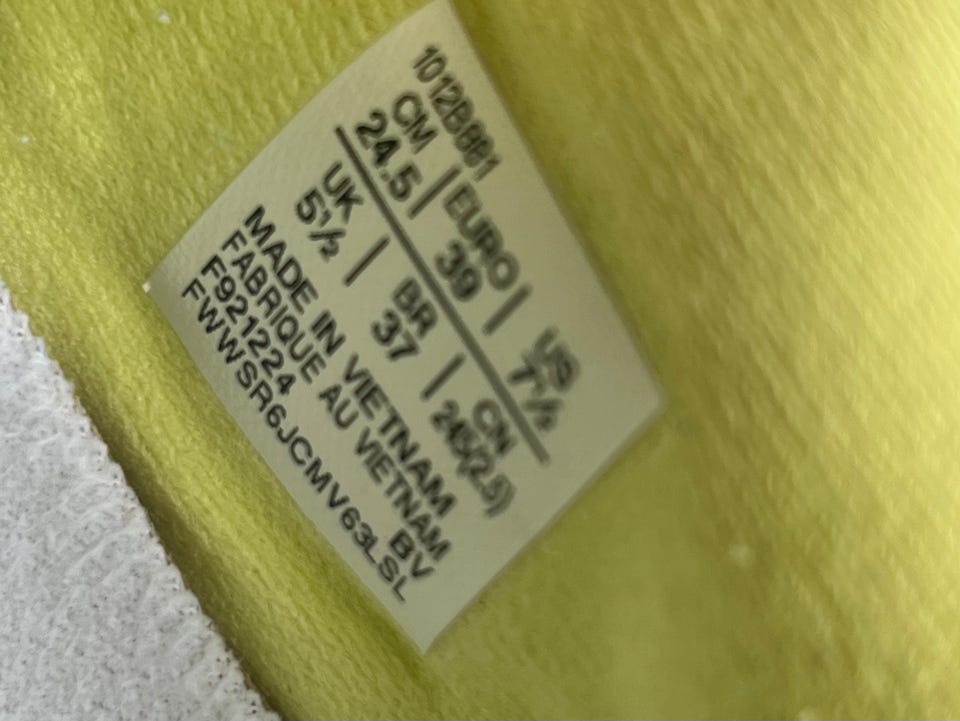 1012B881
CM | EURO | US
24.5 39 7½
UK | BR | CN
5½ 37 245(2.5)
MADE IN VIETNAM
FABRIQUE AU VIETNAM
F921224 BV
FWWSR6JCMV63LSL